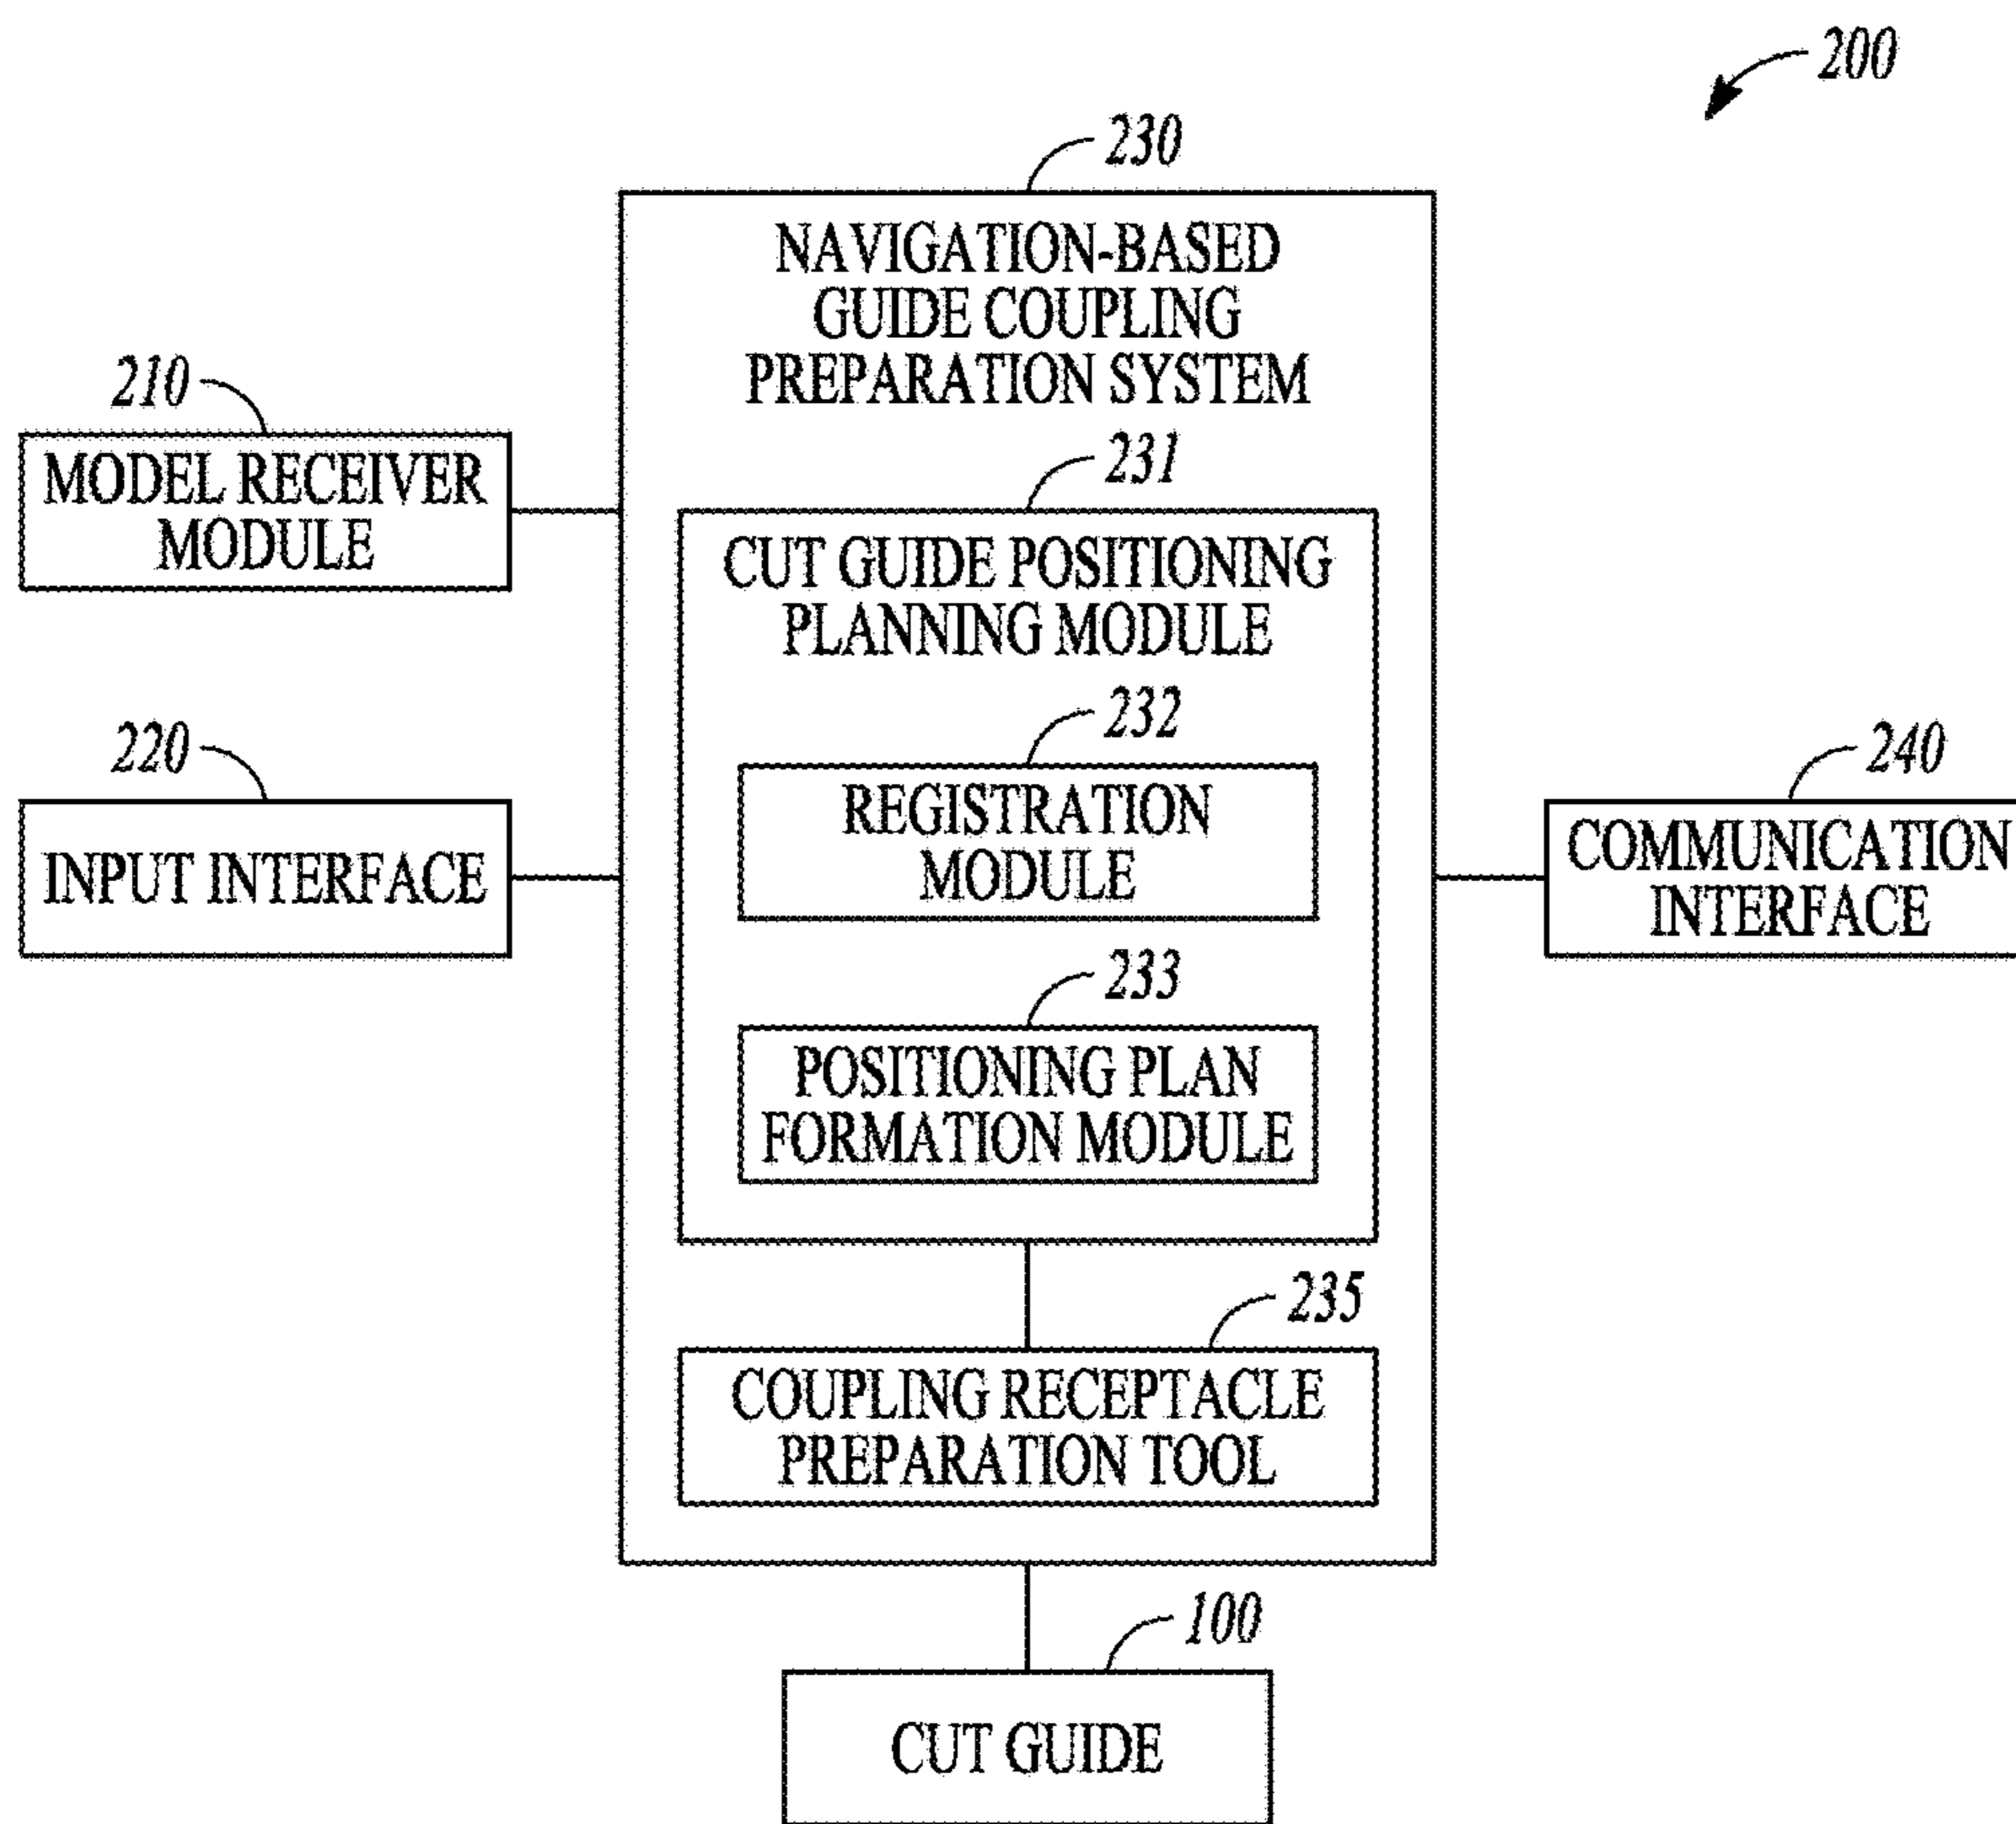 200
230
NAVIGATION-BASED
GUIDE COUPLING
PREPARATION SYSTEM
210
MODEL RECEIVER
MODULE
231
CUT GUIDE POSITIONING
PLANNING MODULE
220
INPUT INTERFACE
232
REGISTRATION
MODULE
240
COMMUNICATION
INTERFACE
233
POSITIONING PLAN
FORMATION MODULE
235
COUPLING RECEPTACLE
PREPARATION TOOL
100
CUT GUIDE